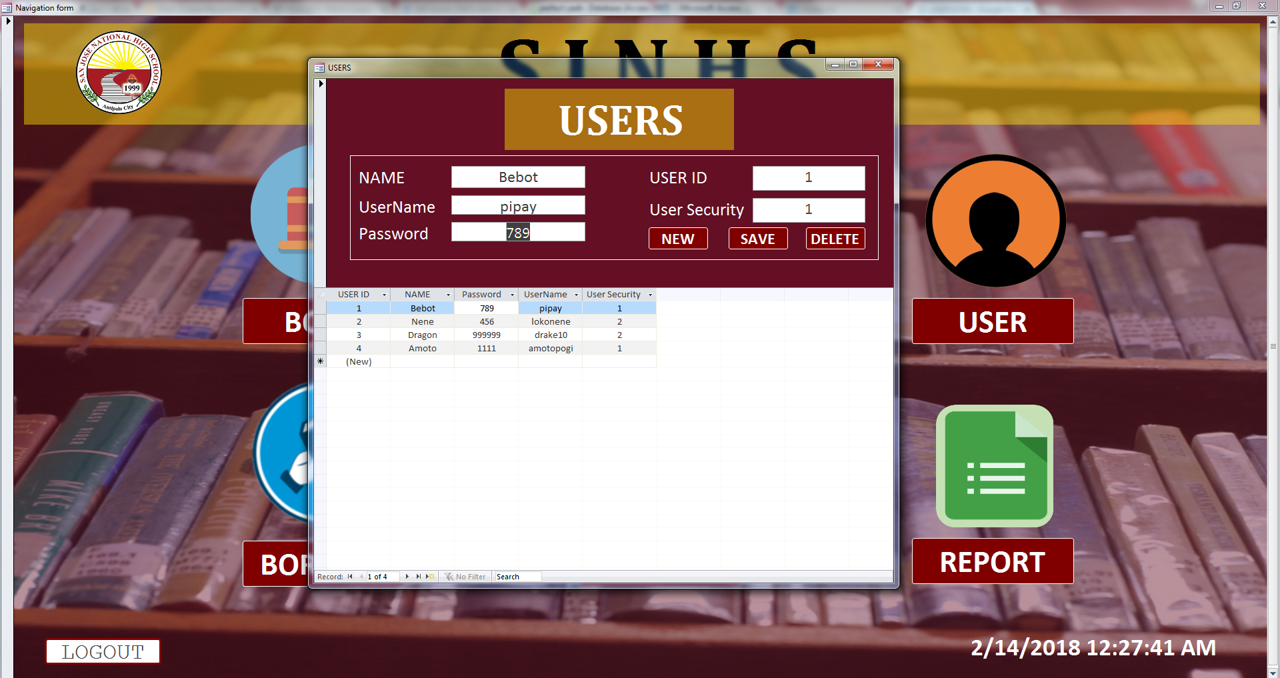 Navigation form
SAN JOSE NATIONAL HIGH SCHOOL
1999
Antipolo City
S J N H S
USERS
USERS
NAME Bebot USER ID 1
UserName pipay User Security 1
Password 789
NEW SAVE DELETE
USER ID NAME Password UserName User Security
1 Bebot 789 pipay 1
2 Nene 456 lokonene 2
3 Dragon 999999 drake10 2
4 Amoto 1111 amotopogi 1
(New)
USER
BOR
REPORT
Record: 1 of 4 No Filter Search
LOGOUT
2/14/2018 12:27:41 AM